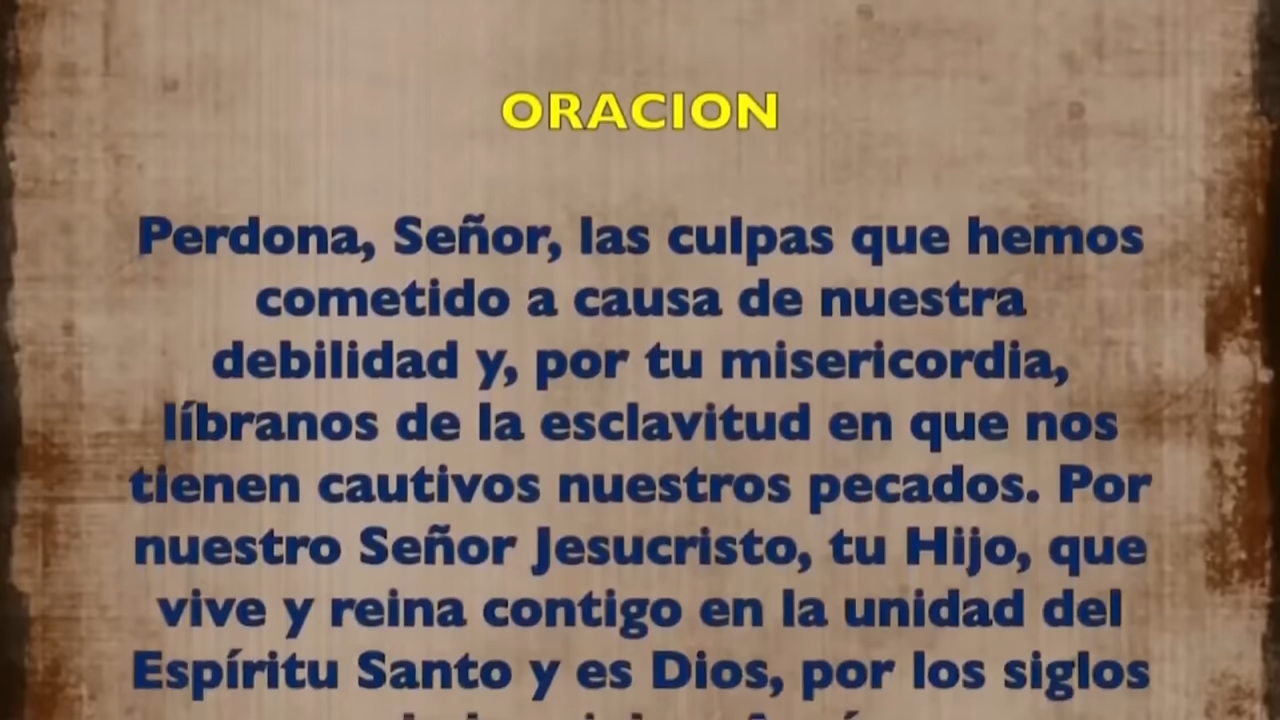 ORACION
Perdona, Señor, las culpas que hemos
cometido a causa de nuestra
debilidad y, por tu misericordia,
líbranos de la esclavitud en que nos
tienen cautivos nuestros pecados. Por
nuestro Señor Jesucristo, tu Hijo, que
vive y reina contigo en la unidad del
Espíritu Santo y es Dios, por los siglos